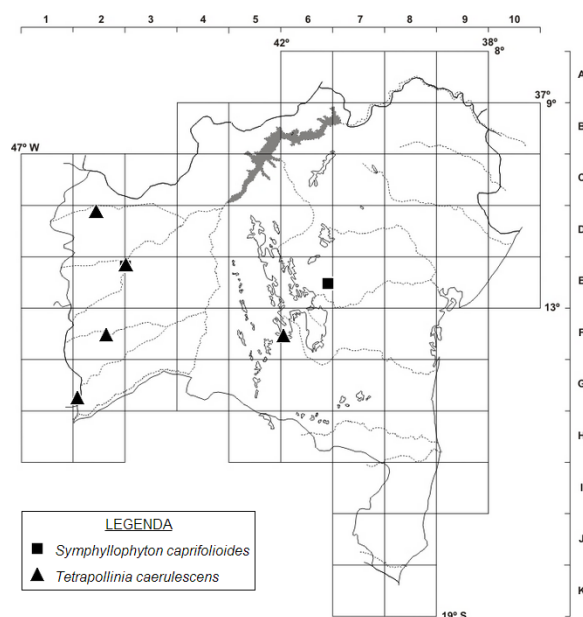 1 2 3 4 5 6 7 8 9 10
42° 38°
8°
A
37°
9°
B
47° W
C
D
E
13°
F
G
H
I
J
K
19° S
LEGENDA
Symphyllophyton caprifolioides
Tetrapollinia caerulescens